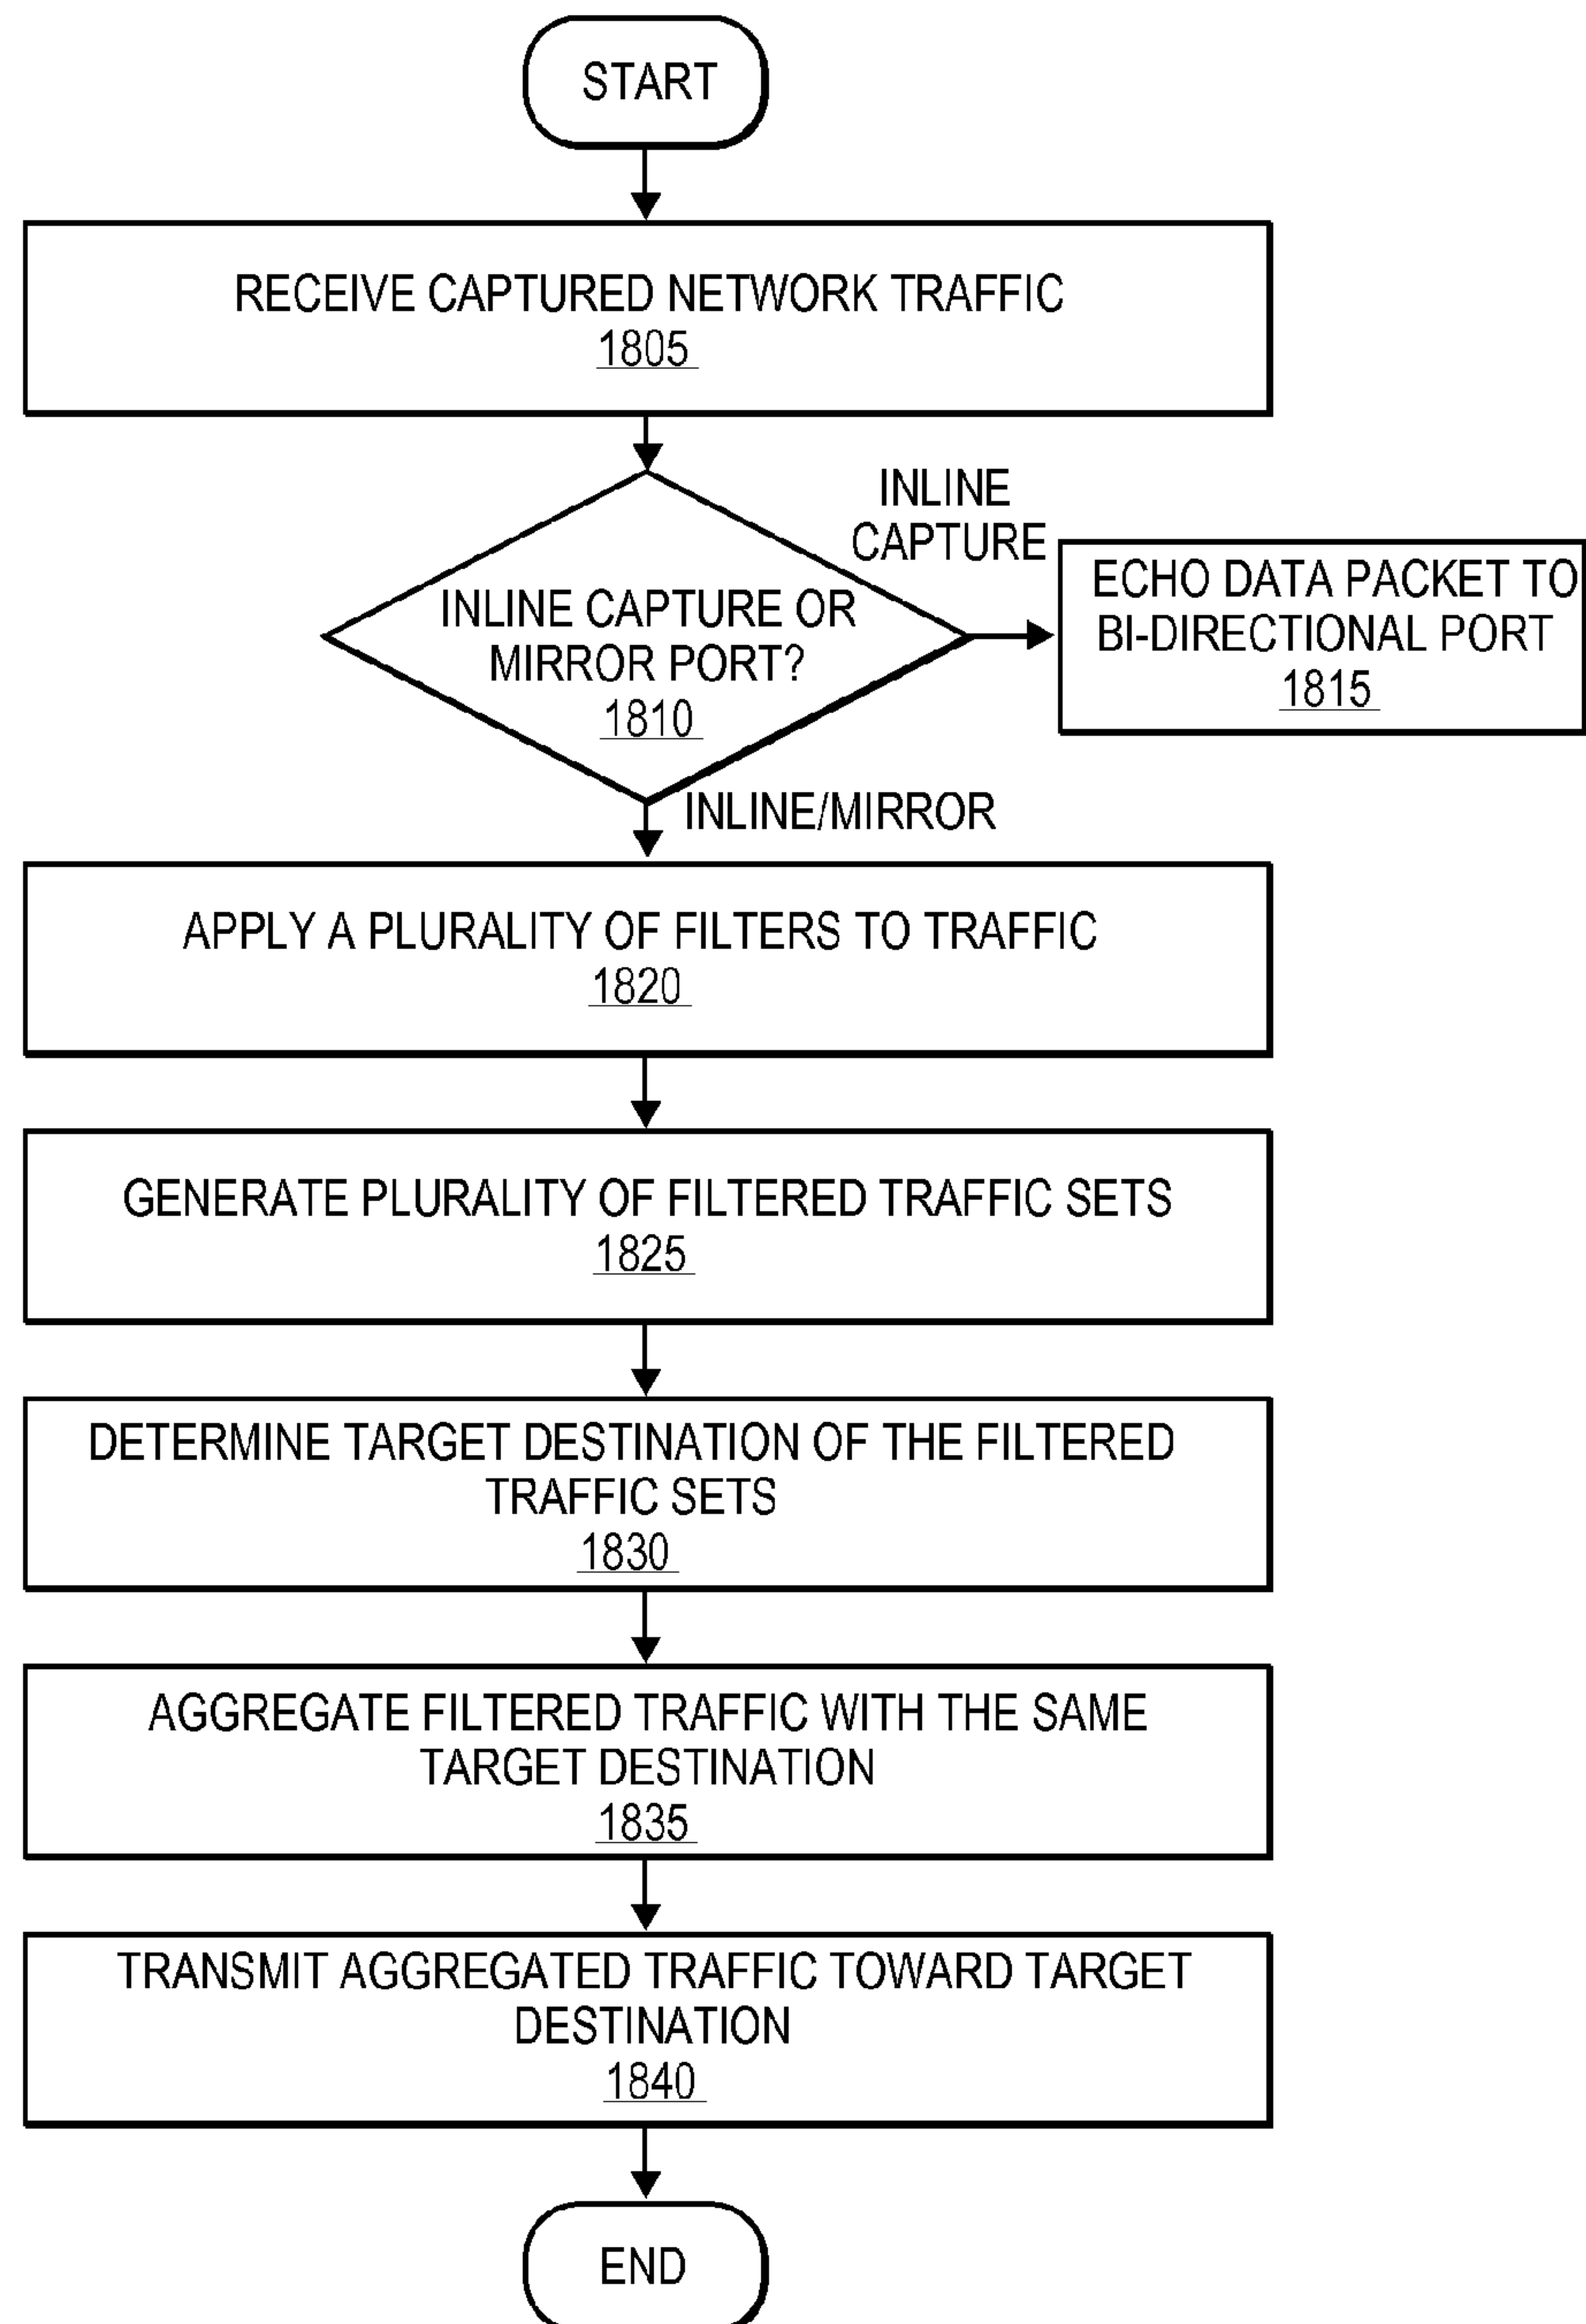 START
RECEIVE CAPTURED NETWORK TRAFFIC
1805
INLINE
CAPTURE
INLINE CAPTURE OR
MIRROR PORT?
1810
ECHO DATA PACKET TO
BI-DIRECTIONAL PORT
1815
INLINE/MIRROR
APPLY A PLURALITY OF FILTERS TO TRAFFIC
1820
GENERATE PLURALITY OF FILTERED TRAFFIC SETS
1825
DETERMINE TARGET DESTINATION OF THE FILTERED
TRAFFIC SETS
1830
AGGREGATE FILTERED TRAFFIC WITH THE SAME
TARGET DESTINATION
1835
TRANSMIT AGGREGATED TRAFFIC TOWARD TARGET
DESTINATION
1840
END